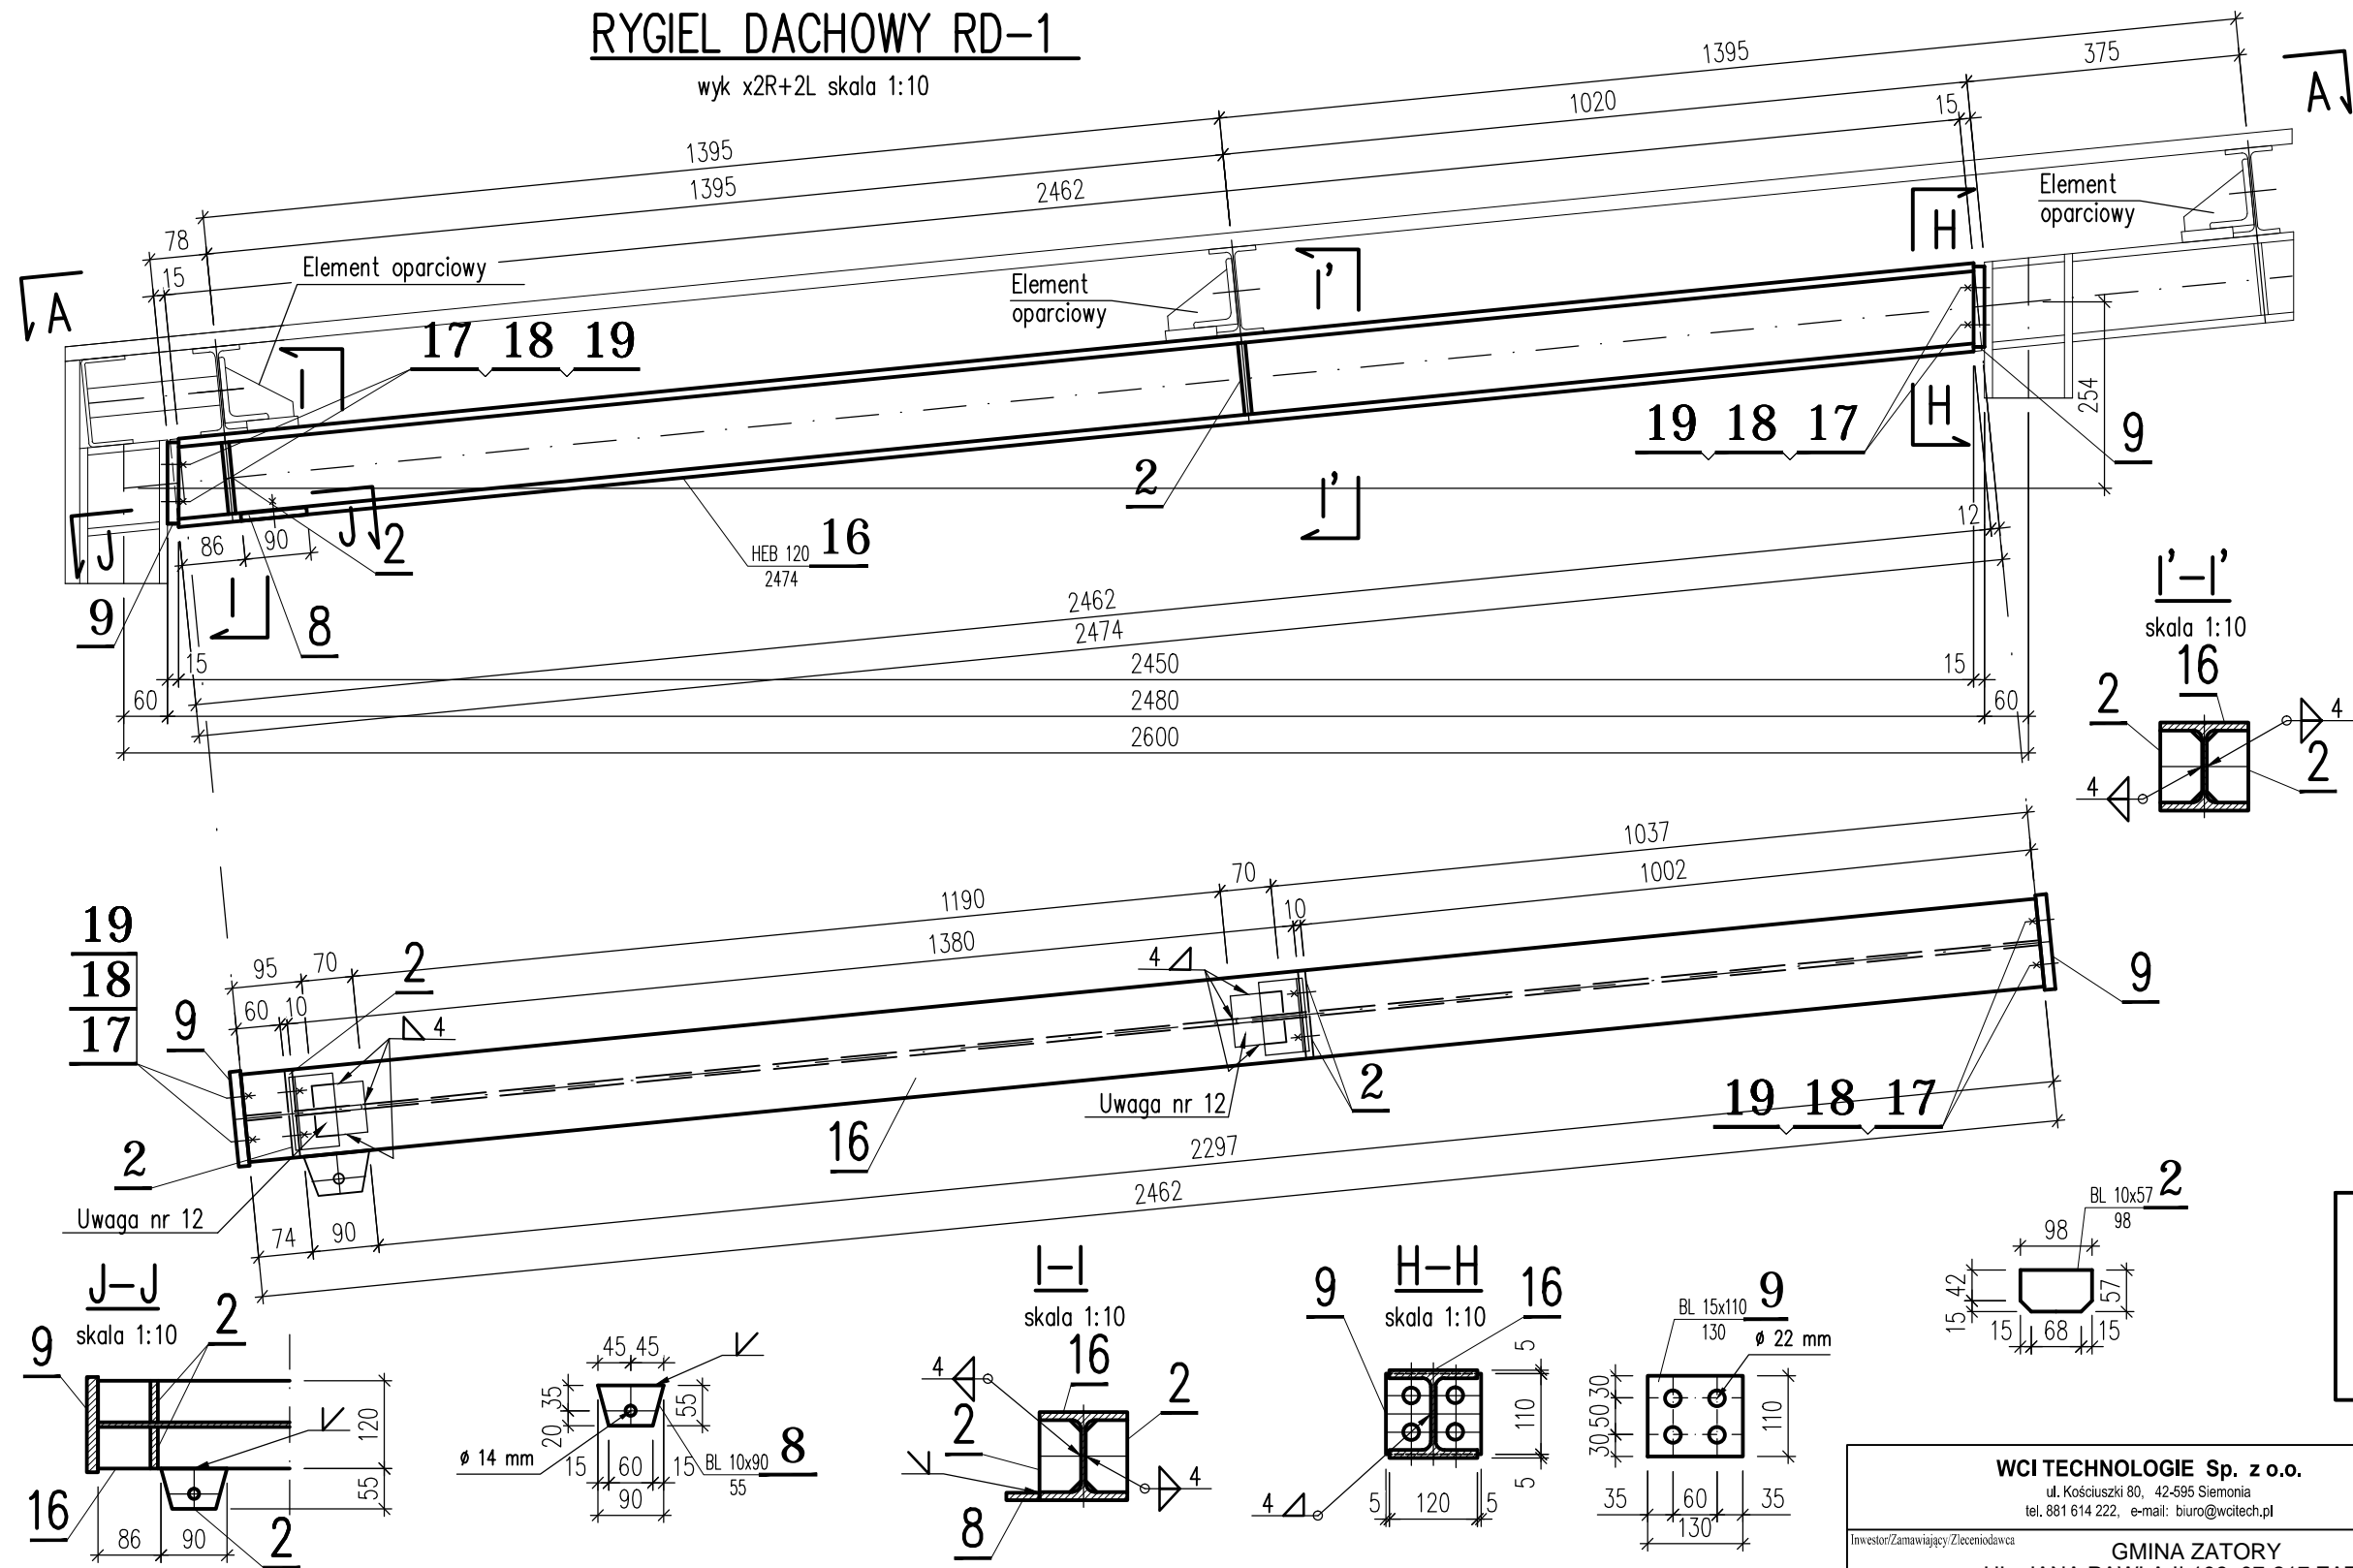 RYGIEL DACHOWY RD-1
wyk x2R+2L skala 1:10
1395
375
A
1020
15
1395
1395
2462
78
15
Element oparciowy
Element
oparciowy
Element
oparciowy
A
H
I'
I
17 18 19
19 18 17
H
9
254
2
I'
J
J
2
86
90
HEB 120
2474
16
12
9
I
8
2462
2474
15
2450
15
60
2480
60
2600
I'-I'
skala 1:10
16
2
4
2
4
1037
1002
70
10
1190
1380
4
95
70
60
10
2
4
19
18
17
9
9
2
Uwaga nr 12
2
Uwaga nr 12
16
19 18 17
2297
2462
74
90
BL 10x57
98
2
98
42
15
57
15
68
15
J-J
skala 1:10
2
9
120
55
16
86
90
2
45
45
35
20
55
ø 14 mm
15
60
15
90
BL 10x90
55
8
I-I
skala 1:10
16
4
2
2
4
8
H-H
skala 1:10
9
16
5
110
5
4
5
120
5
BL 15x110
130
9
ø 22 mm
30
50
30
110
35
60
35
130
WCI TECHNOLOGIE Sp. z o.o.
ul. Kościuszki 80, 42-595 Siemonia
tel. 881 614 222, e-mail: biuro@wcitech.pl
Inwestor/Zamawiający/Zleceniodawca
GMINA ZATORY